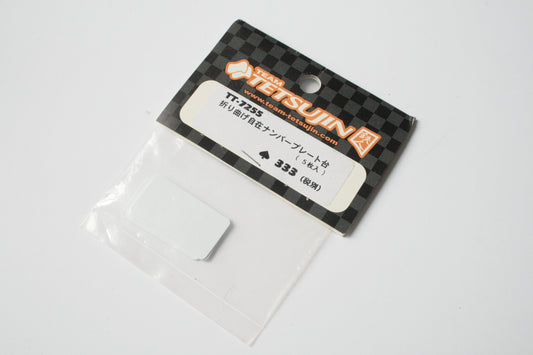 TEAM
TETSUJIN
www.team-tetsujin.com
TT-7255
折り曲げ自在ナンバープレート台
（５枚入）
♠ 333（税別）